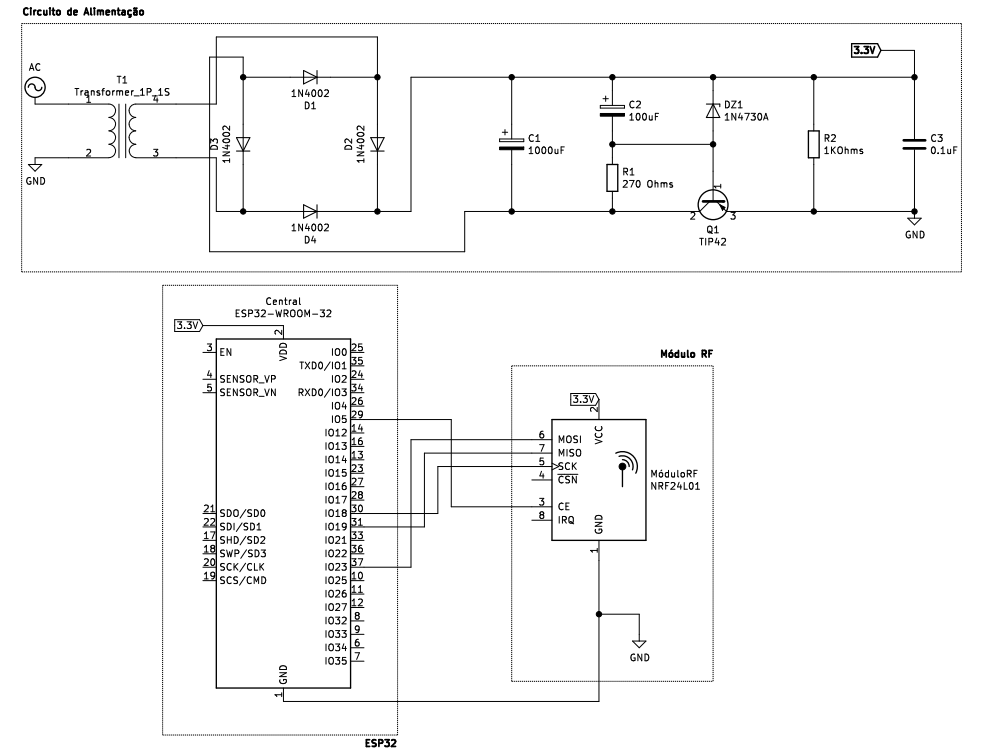 Circuito de Alimentação
3.3V
AC
T1
Transformer_1P_1S
1
4
2
3
GND
1N4002
D1
D3
1N4002
D2
1N4002
1N4002
D4
+
C1
1000uF
+
C2
100uF
R1
270 Ohms
DZ1
1N4730A
1
2
3
Q1
TIP42
R2
1KOhms
C3
0.1uF
GND
Central
ESP32-WROOM-32
3.3V
2
VDD
3
EN
4
SENSOR_VP
5
SENSOR_VN
21
SDO/SD0
22
SDI/SD1
17
SHD/SD2
18
SWP/SD3
20
SCK/CLK
19
SCS/CMD
IO0
25
TXD0/IO1
35
IO2
24
RXD0/IO3
34
IO4
26
IO5
29
IO12
14
IO13
16
IO14
13
IO15
23
IO16
27
IO17
28
IO18
30
IO19
31
IO21
33
IO22
36
IO23
37
IO25
10
IO26
11
IO27
12
IO32
8
IO33
9
IO34
6
IO35
7
GND
1
ESP32
Módulo RF
3.3V
2
VCC
6
MOSI
7
MISO
5
SCK
4
CSN
3
CE
8
IRQ
GND
1
MóduloRF
NRF24L01
GND